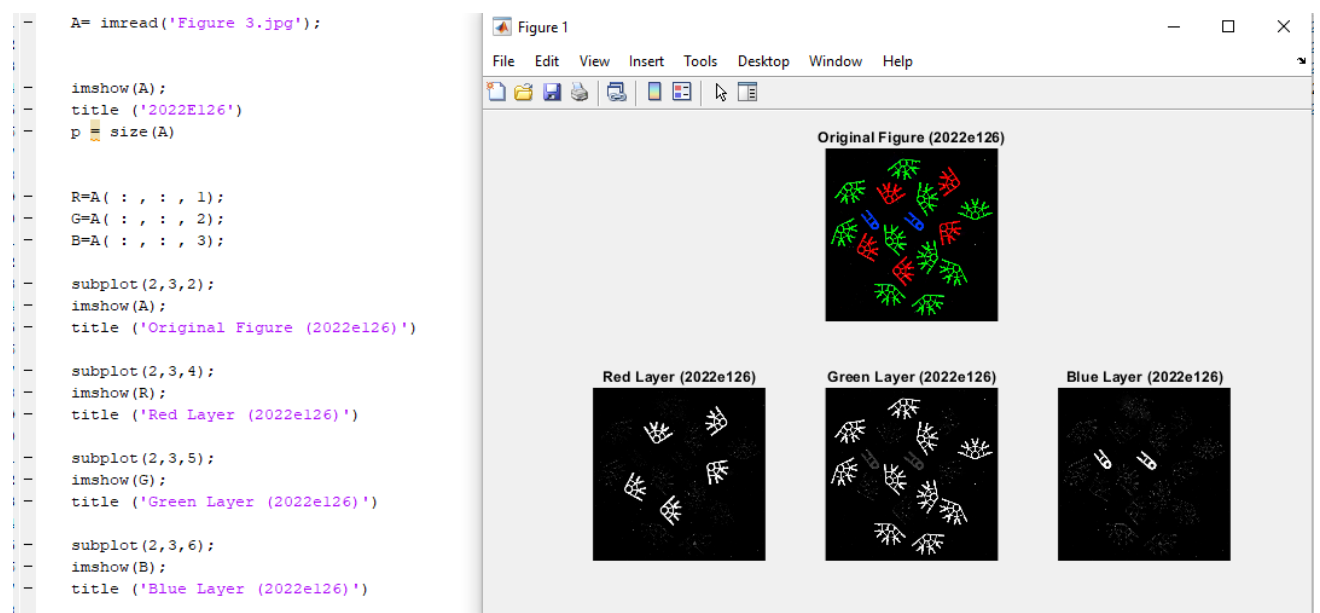 A= imread('Figure 3.jpg');
imshow(A);
title ('2022E126')
p = size(A)
R=A( : , : , 1);
G=A( : , : , 2);
B=A( : , : , 3);
subplot(2,3,2);
imshow(A);
title ('Original Figure (2022e126)')
subplot(2,3,4);
imshow(R);
title ('Red Layer (2022e126)')
subplot(2,3,5);
imshow(G);
title ('Green Layer (2022e126)')
subplot(2,3,6);
imshow(B);
title ('Blue Layer (2022e126)')
Figure 1
File Edit View Insert Tools Desktop Window Help
Original Figure (2022e126)
Red Layer (2022e126)
Green Layer (2022e126)
Blue Layer (2022e126)